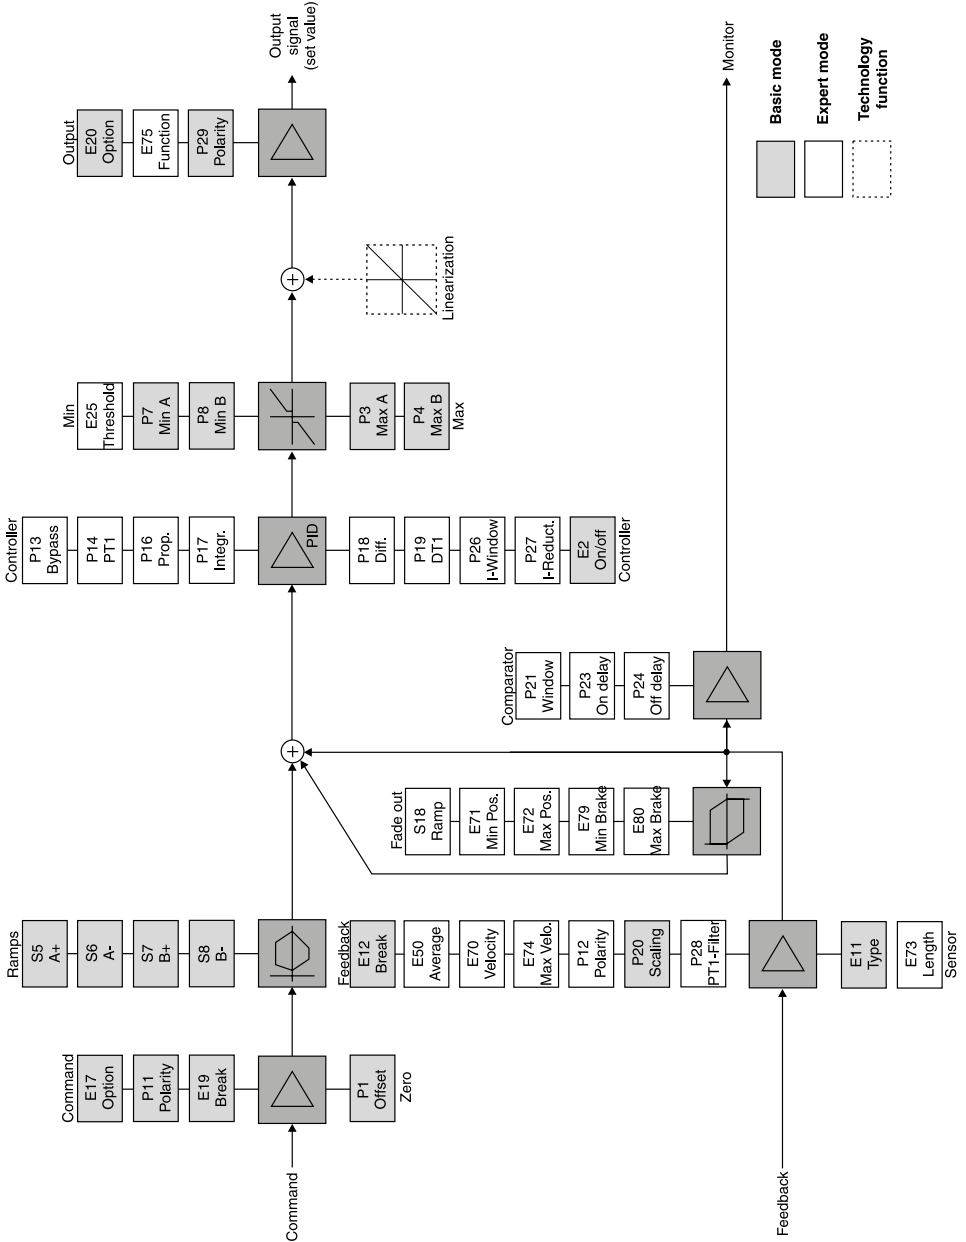 Command
E17
Option
P11
Polarity
E19
Break
P1
Offset
Zero
Command
Ramps
S5
A+
S6
A-
S7
B+
S8
B-
Feedback
E12
Break
E50
Average
E70
Velocity
E74
Max Velo.
P12
Polarity
P20
Scaling
P28
PT1-Filter
E11
Type
E73
Length
Sensor
Feedback
Fade out
S18
Ramp
E71
Min Pos.
E72
Max Pos.
E79
Min Brake
E80
Max Brake
Comparator
P21
Window
P23
On delay
P24
Off delay
Controller
P13
Bypass
P14
PT1
P16
Prop.
P17
Integr.
PID
P18
Diff.
P19
DT1
P26
I-Window
P27
I-Reduct.
E2
On/off
Controller
Min
E25
Threshold
P7
Min A
P8
Min B
P3
Max A
P4
Max B
Max
Linearization
Output
E20
Option
E75
Function
P29
Polarity
Output
signal
(set value)
Monitor
Basic mode
Expert mode
Technology
function